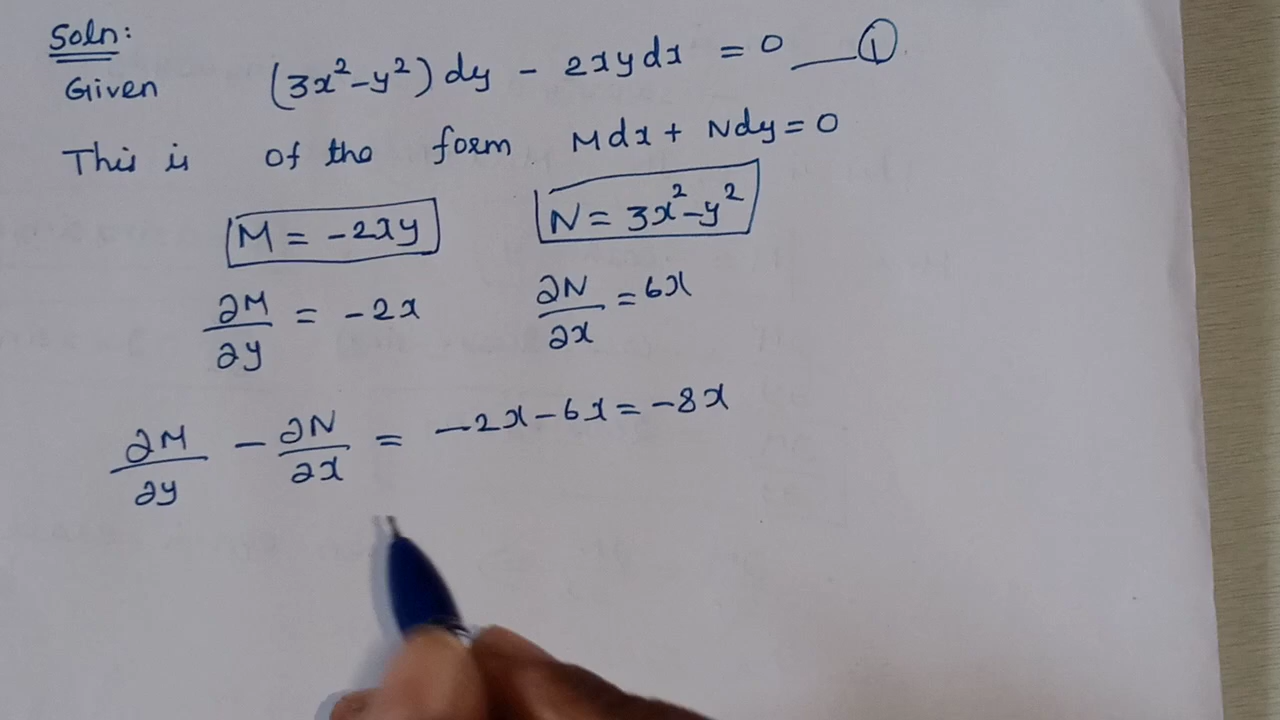 Soln:
Given (3x²-y²) dy - 2xy dx = 0 —①.
This is of the form Mdx + Ndy = 0
M = -2xy N = 3x²-y²
∂M/∂y = -2x ∂N/∂x = 6x
∂M/∂y - ∂N/∂x = -2x-6x = -8x